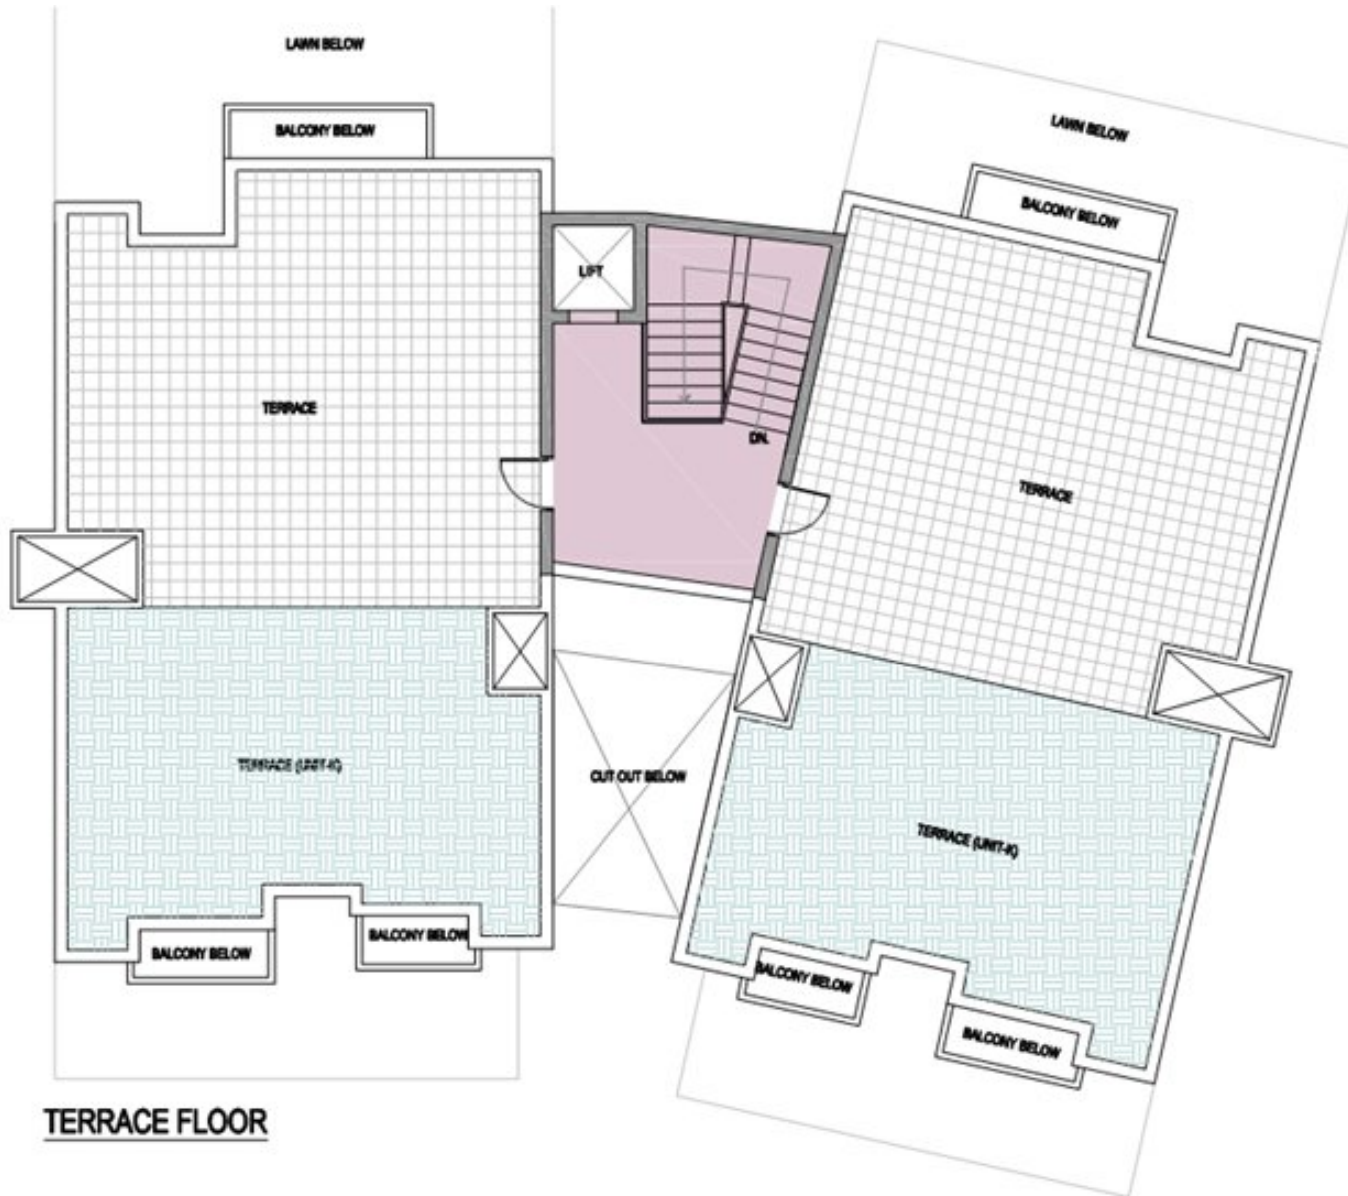 LAWN BELOW
BALCONY BELOW
LAWN BELOW
BALCONY BELOW
LIFT
TERRACE
DN.
TERRACE
TERRACE (UNIT-K)
CUT OUT BELOW
TERRACE (UNIT-K)
BALCONY BELOW
BALCONY BELOW
BALCONY BELOW
BALCONY BELOW
TERRACE FLOOR